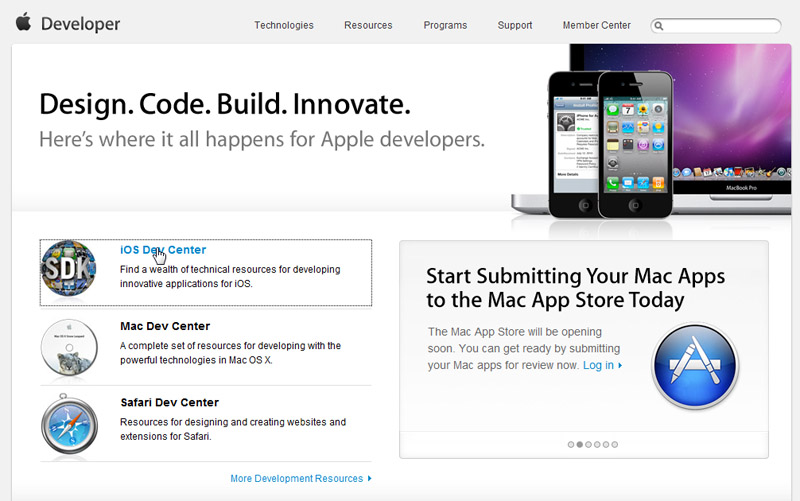 Developer
Technologies
Resources
Programs
Support
Member Center
Design. Code. Build. Innovate.
Here's where it all happens for Apple developers.
MacBook Pro
iOS Dev Center
SDK
Find a wealth of technical resources for developing
innovative applications for iOS.
Mac Dev Center
A complete set of resources for developing with the
powerful technologies in Mac OS X.
Safari Dev Center
Resources for designing and creating websites and
extensions for Safari.
More Development Resources
Start Submitting Your Mac Apps
to the Mac App Store Today
The Mac App Store will be opening
soon. You can get ready by submitting
your Mac apps for review now. Log in